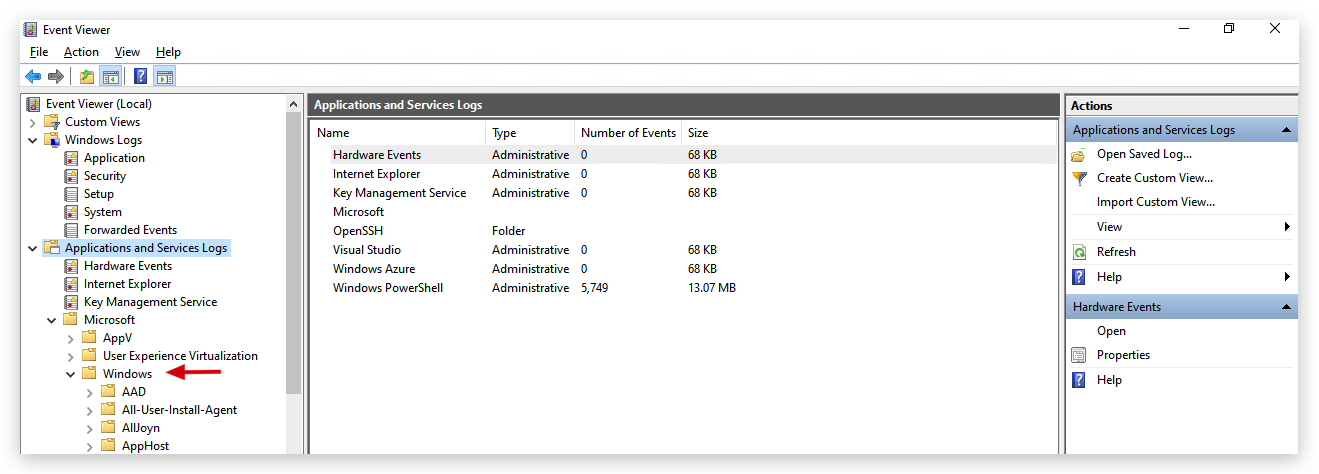 Event Viewer
File Action View Help
Event Viewer (Local)
Custom Views
Windows Logs
Application
Security
Setup
System
Forwarded Events
Applications and Services Logs
Hardware Events
Internet Explorer
Key Management Service
Microsoft
AppV
User Experience Virtualization
Windows
AAD
All-User-Install-Agent
AllJoyn
AppHost
Applications and Services Logs
Name Type Number of Events Size
Hardware Events Administrative 0 68 KB
Internet Explorer Administrative 0 68 KB
Key Management Service Administrative 0 68 KB
Microsoft
OpenSSH Folder
Visual Studio Administrative 0 68 KB
Windows Azure Administrative 0 68 KB
Windows PowerShell Administrative 5,749 13.07 MB
Actions
Applications and Services Logs
Open Saved Log...
Create Custom View...
Import Custom View...
View
Refresh
Help
Hardware Events
Open
Properties
Help